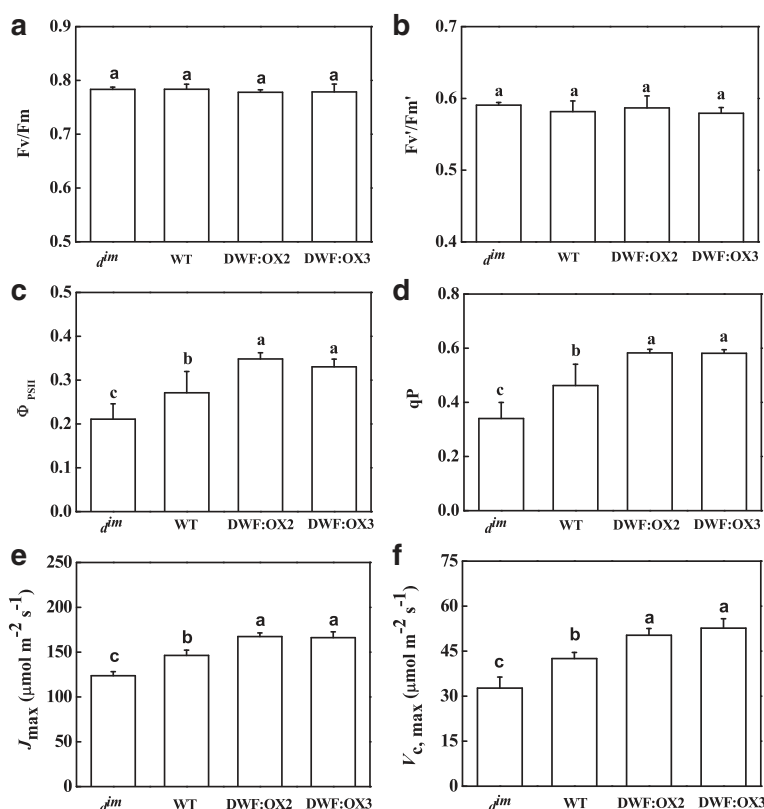 a
b
0.9
0.8
0.7
0.6
0.5
Fv/Fm
a a a a
d^im WT DWF:OX2 DWF:OX3
0.7
0.6
0.5
0.4
Fv'/Fm'
a a a a
d^im WT DWF:OX2 DWF:OX3
c
d
0.5
0.4
0.3
0.2
0.1
0.0
Φ PSII
c b a a
d^im WT DWF:OX2 DWF:OX3
0.8
0.6
0.4
0.2
0.0
qP
c b a a
d^im WT DWF:OX2 DWF:OX3
e
f
250
200
150
100
50
0
J max (μmol m⁻² s⁻¹)
c b a a
d^im WT DWF:OX2 DWF:OX3
75
60
45
30
15
0
V c, max (μmol m⁻² s⁻¹)
c b a a
d^im WT DWF:OX2 DWF:OX3